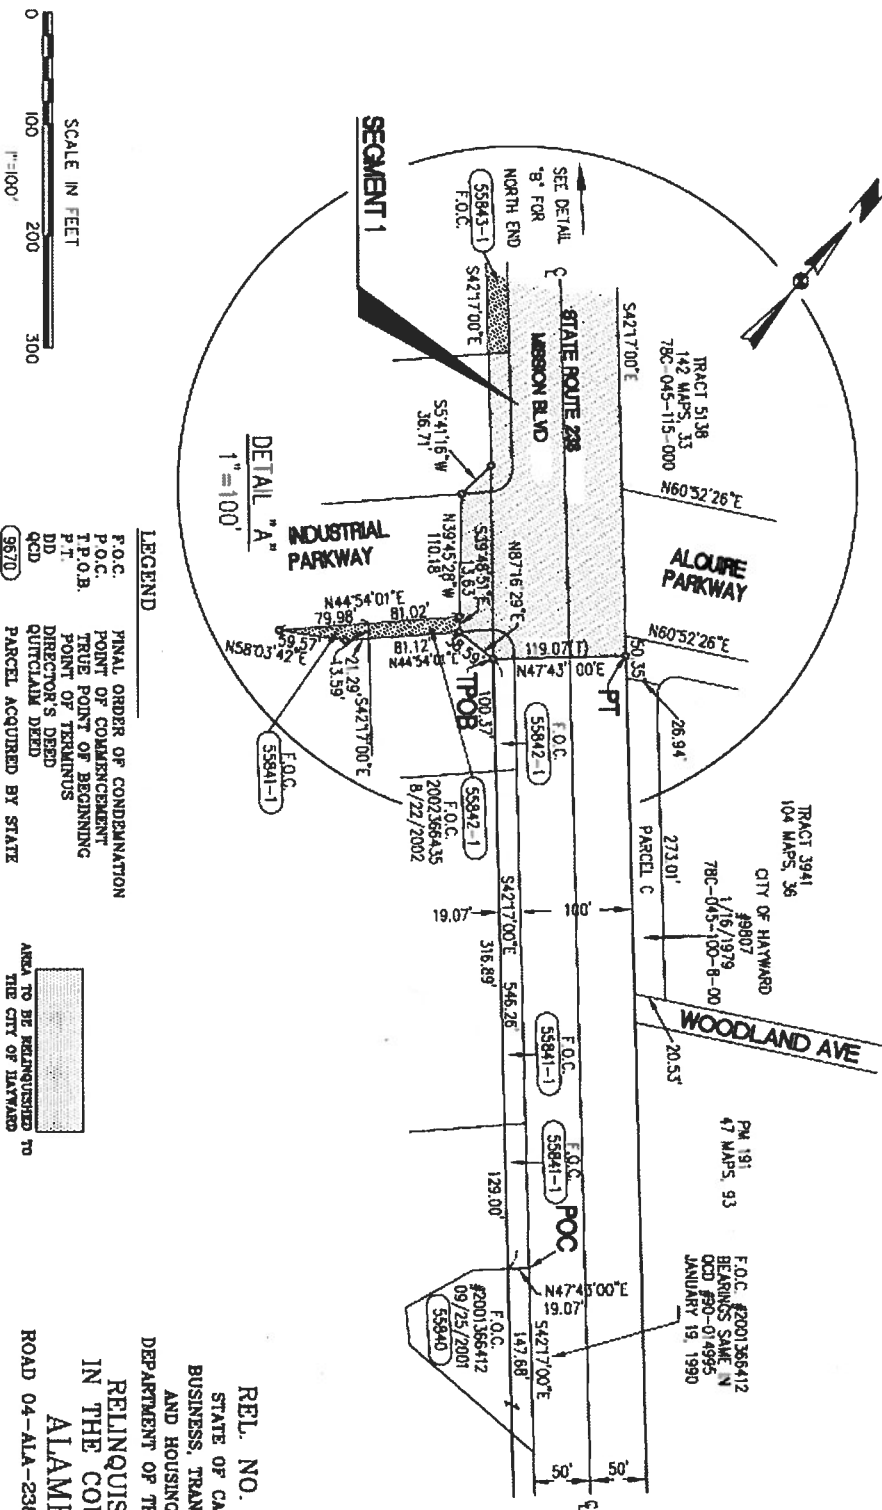 SCALE IN FEET
0
100
200
300
1"=100'
SEGMENT 1
SEE DETAIL
"B" FOR
NORTH END
55843-1
F.O.C.
S42°17'00"E
℄
STATE ROUTE 238
MISSION BLVD
S42°17'00"E
TRACT 5138
142 MAPS, 33
78C-045-115-000
N60°52'26"E
ALQUIRE
PARKWAY
N60°52'26"E
S5°41'16"W
36.71'
DETAIL "A"
1"=100'
INDUSTRIAL
PARKWAY
N39°45'28"W
110.18'
S39°48'51"E
13.63'
N87°16'29"E
38.59'
N44°54'01"E
79.98'
81.02'
59.57'
N58°03'42"E
81.12'
N44°54'01"E
21.29'
13.59'
S42°17'00"E
119.07'(T)
N47°43'00"E
50.35'
PT
TPOB
100.37'
26.94'
F.O.C.
55842-1
F.O.C.
55841-1
55842-1
F.O.C.
2002366435
8/22/2002
TRACT 3941
104 MAPS, 36
CITY OF HAYWARD
#9807
1/16/1979
78C-045-100-8-00
273.01'
PARCEL C
WOODLAND AVE
20.53'
19.07'
S42°17'00"E
100'
316.89'
546.26'
F.O.C.
55841-1
F.O.C.
55841-1
129.00'
POC
PM 191
47 MAPS, 93
F.O.C. #2001366412
BEARINGS SAME IN
QCD #90-014995
JANUARY 19, 1990
N47°43'00"E
19.07'
S42°17'00"E
147.68'
F.O.C.
#2001366412
09/25/2001
55840
50'
50'
℄
LEGEND
F.O.C. FINAL ORDER OF CONDEMNATION
P.O.C. POINT OF COMMENCEMENT
T.P.O.B. TRUE POINT OF BEGINNING
P.T. POINT OF TERMINUS
DD DIRECTOR'S DEED
QCD QUITCLAIM DEED
9670 PARCEL ACQUIRED BY STATE
AREA TO BE RELINQUISHED TO
THE CITY OF HAYWARD
REL. NO.
STATE OF CA
BUSINESS, TRAN
AND HOUSING
DEPARTMENT OF T
RELINQUIS
IN THE CO
ALAM
ROAD 04-ALA-238